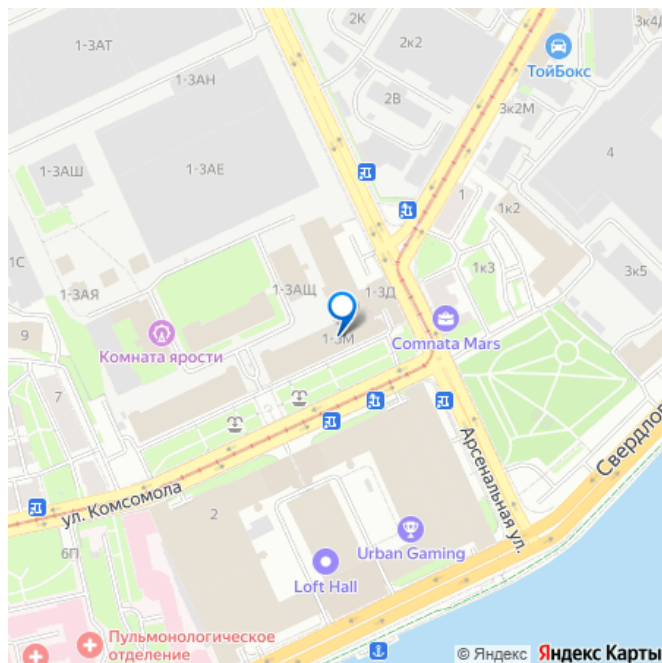 2К
1-3АТ
2к2
ТойБокс
1-3АН
2В
3к2М
4
1-3АШ
1-3АЕ
1
1к2
1С
1-3АЯ
1-3АЩ
1-3Д
1к3
3к5
9
Комната ярости
1-3М
Comnata Mars
7
Арсенальная ул.
Свердлов
ул. Комсомола
2
6П
Urban Gaming
Loft Hall
Пульмонологическое
отделение
© Яндекс Яндекс Карты